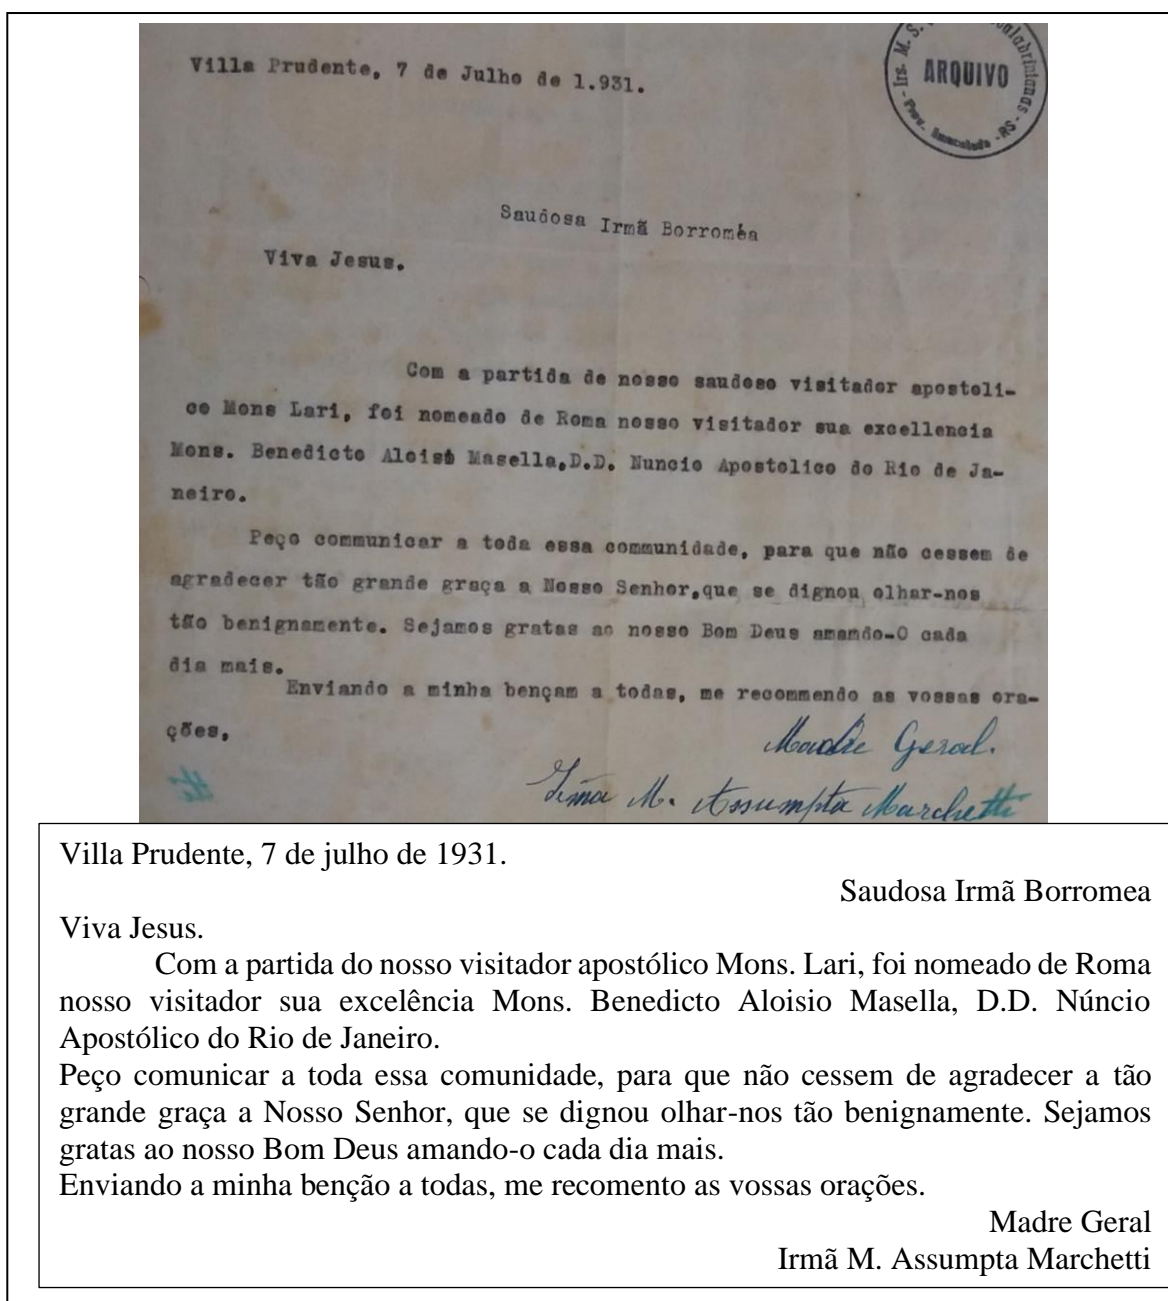 Villa Prudente, 7 de Julho de 1.931.
Irs. M. S.
ARQUIVO
Prov. Imaculada - RS -
Saudosa Irmã Borroméa
Viva Jesus.
Com a partida de nosso saudoso visitador apostoli-
co Mons Lari, foi nomeado de Roma nosso visitador sua excellencia
Mons. Benedicto Aloisi Masella,D.D. Nuncio Apostolico do Rio de Ja-
neiro.
Peço communicar a toda essa communidade, para que não cessem de
agradecer tão grande graça a Nosso Senhor,que se dignou olhar-nos
tão benignamente. Sejamos gratas ao nosso Bom Deus amando-O cada
dia mais.
Enviando a minha bençam a todas, me recommendo as vossas ora-
ções,
Madre Geral.
Irmã M. Assumpta Marchetti
Villa Prudente, 7 de julho de 1931.
Saudosa Irmã Borromea
Viva Jesus.
Com a partida do nosso visitador apostólico Mons. Lari, foi nomeado de Roma
nosso visitador sua excelência Mons. Benedicto Aloisio Masella, D.D. Núncio
Apostólico do Rio de Janeiro.
Peço comunicar a toda essa comunidade, para que não cessem de agradecer a tão
grande graça a Nosso Senhor, que se dignou olhar-nos tão benignamente. Sejamos
gratas ao nosso Bom Deus amando-o cada dia mais.
Enviando a minha benção a todas, me recomento as vossas orações.
Madre Geral
Irmã M. Assumpta Marchetti